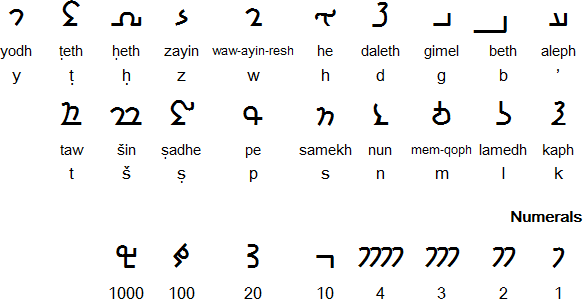 𐭠 𐭡 𐭢 𐭣 𐭤 𐭥 𐭦 𐭧 𐭨 𐭩
yodh ṭeth ḥeth zayin waw-ayin-resh he daleth gimel beth aleph
y ṭ ḥ z w h d g b ’
𐭪 𐭫 𐭬 𐭭 𐭮 𐭯 𐭰 𐭱 𐭲
taw šin ṣadhe pe samekh nun mem-qoph lamedh kaph
t š ṣ p s n m l k
Numerals
𐭸 𐭹 𐭺 𐭻 𐭼 𐭽 𐭾 𐭿
1000 100 20 10 4 3 2 1